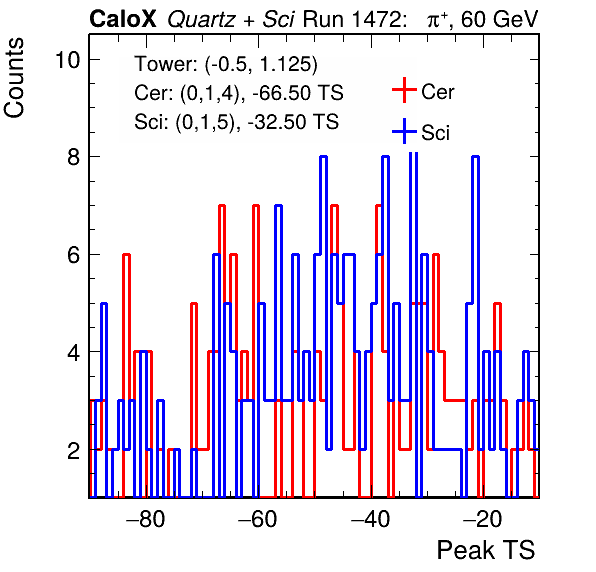 CaloX Quartz + Sci Run 1472: π⁺, 60 GeV
Counts
Tower: (-0.5, 1.125)
Cer: (0,1,4), -66.50 TS
Sci: (0,1,5), -32.50 TS
Cer
Sci
10
8
6
4
2
−80 −60 −40 −20
Peak TS